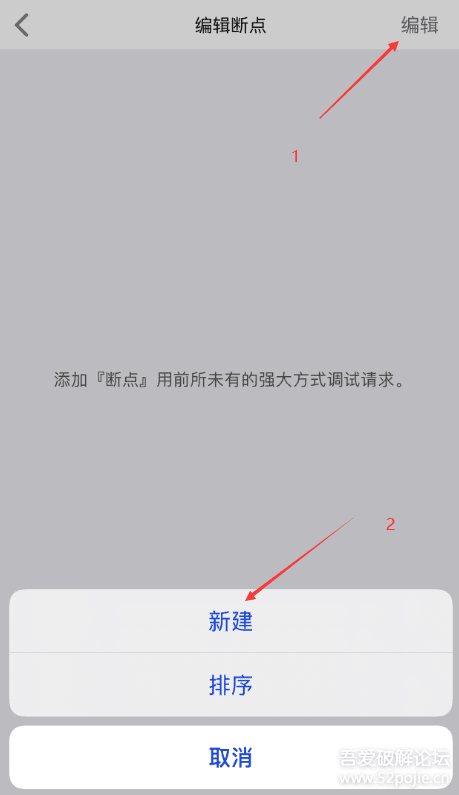 编辑断点
编辑
1
添加『断点』用前所未有的强大方式调试请求。
2
新建
排序
取消
吾爱破解论坛
www.52pojie.cn